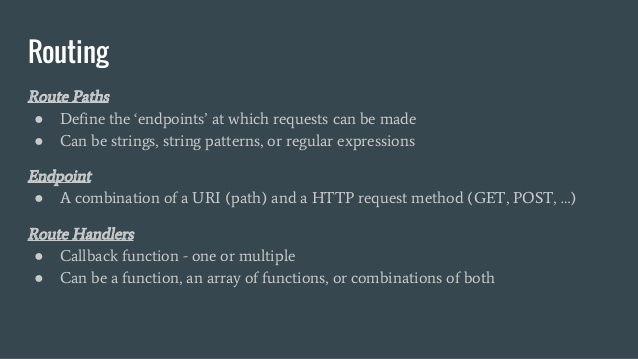 Routing
Route Paths
● Define the ‘endpoints’ at which requests can be made
● Can be strings, string patterns, or regular expressions
Endpoint
● A combination of a URI (path) and a HTTP request method (GET, POST, ...)
Route Handlers
● Callback function - one or multiple
● Can be a function, an array of functions, or combinations of both